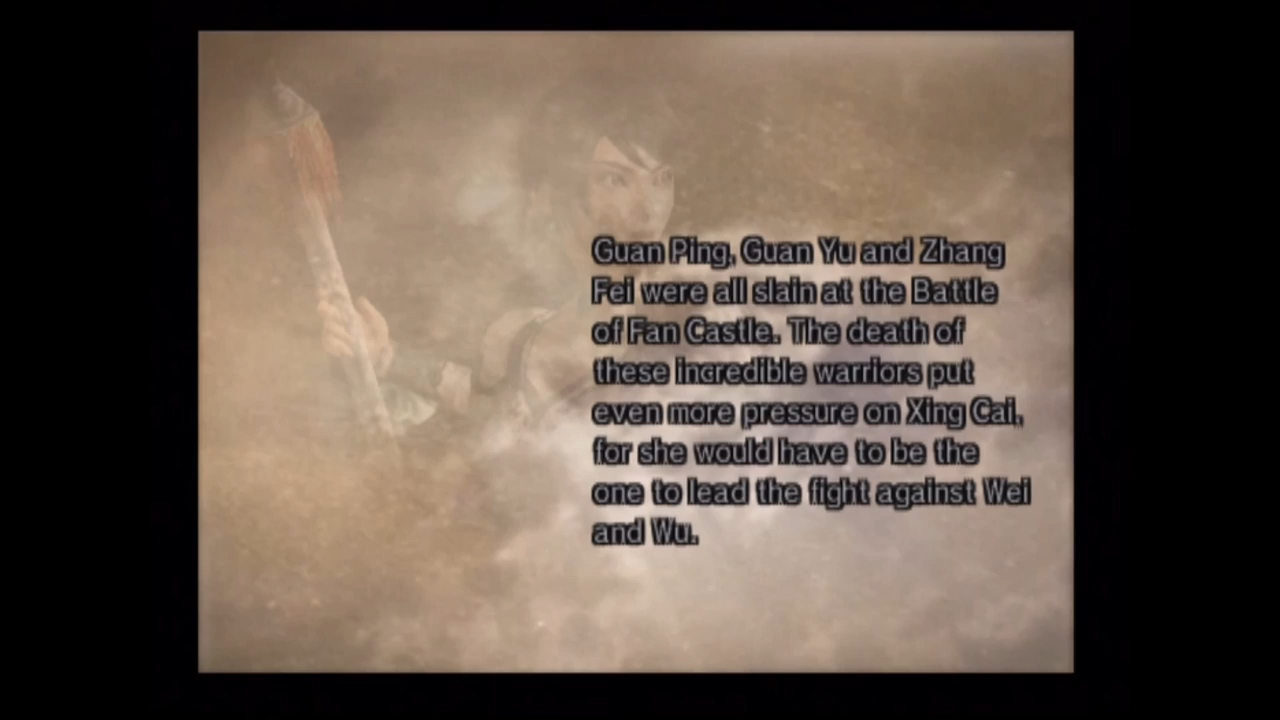 Guan Ping, Guan Yu and Zhang
Fei were all slain at the Battle
of Fan Castle. The death of
these incredible warriors put
even more pressure on Xing Cai,
for she would have to be the
one to lead the fight against Wei
and Wu.